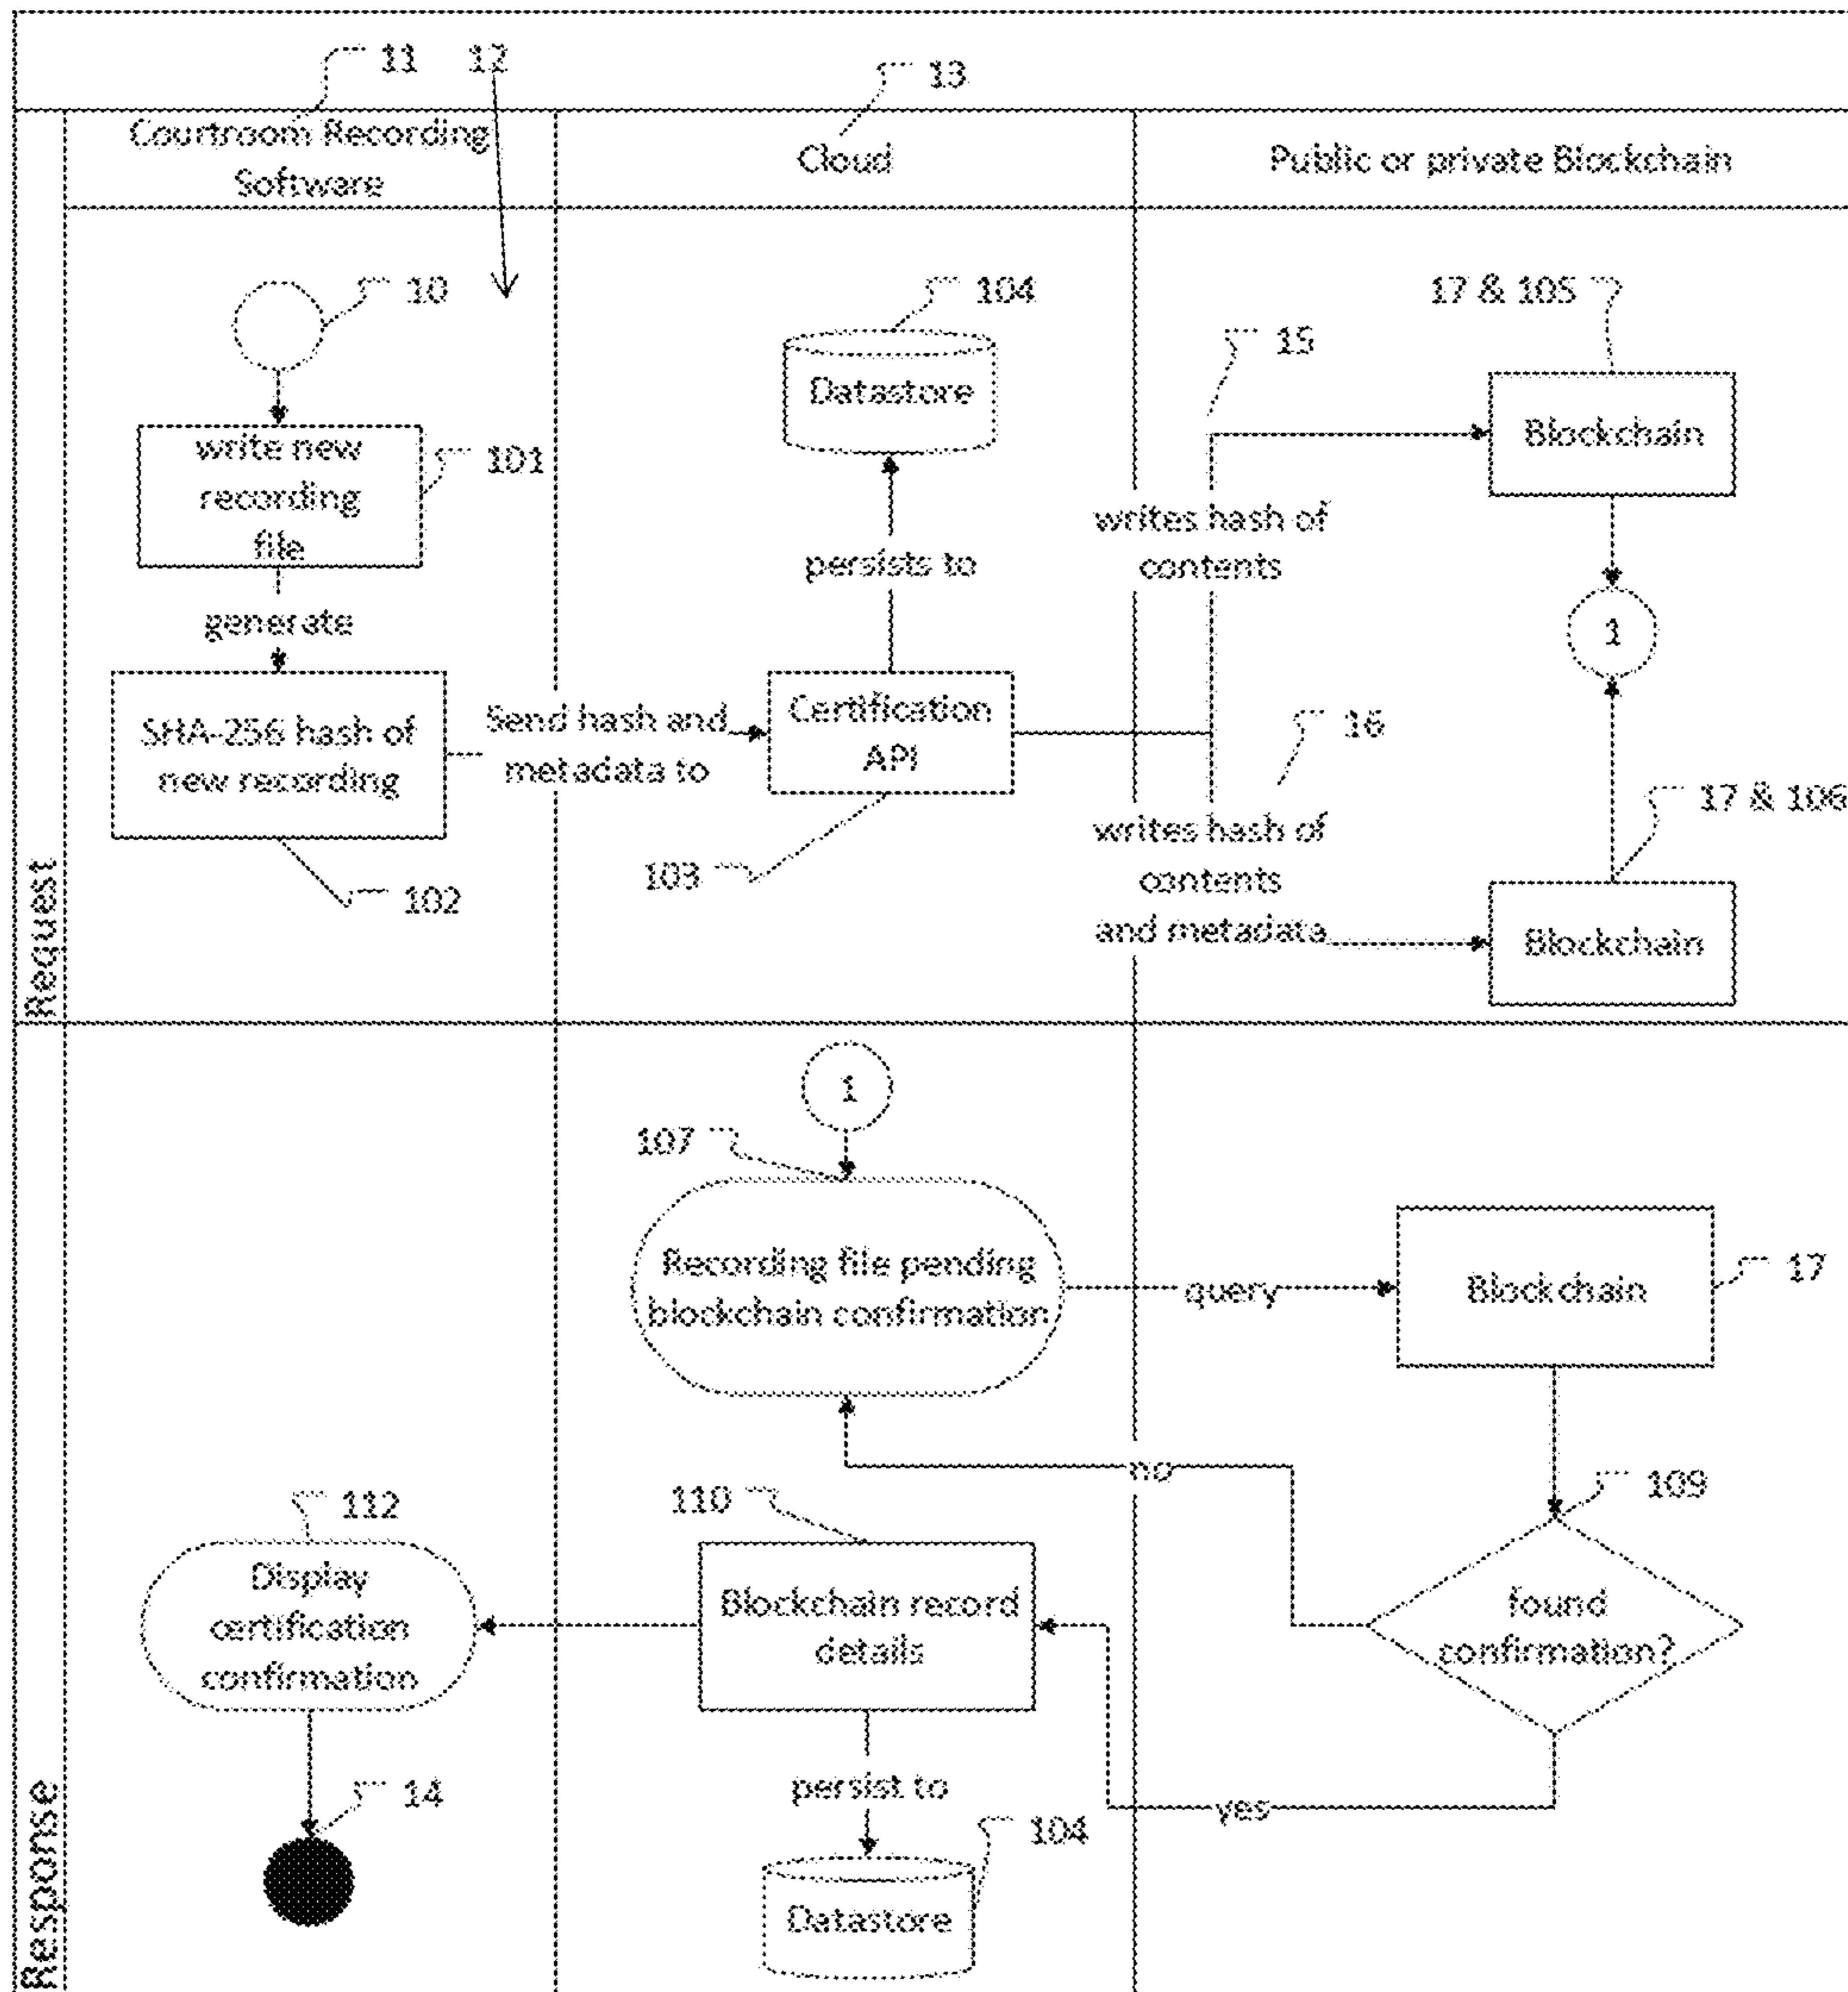 11
12
13
Courtroom Recording
Software
Cloud
Public or private Blockchain
Request
10
104
17 & 105
15
Datastore
Blockchain
write new
recording
file
101
writes hash of
contents
persists to
generate
1
SHA-256 hash of
new recording
Send hash and
metadata to
Certification
API
16
17 & 106
writes hash of
contents
and metadata
103
102
Blockchain
Response
1
107
Recording file pending
blockchain confirmation
query
Blockchain
17
no
109
112
110
Display
certification
confirmation
Blockchain record
details
found
confirmation?
14
persist to
yes
104
Datastore